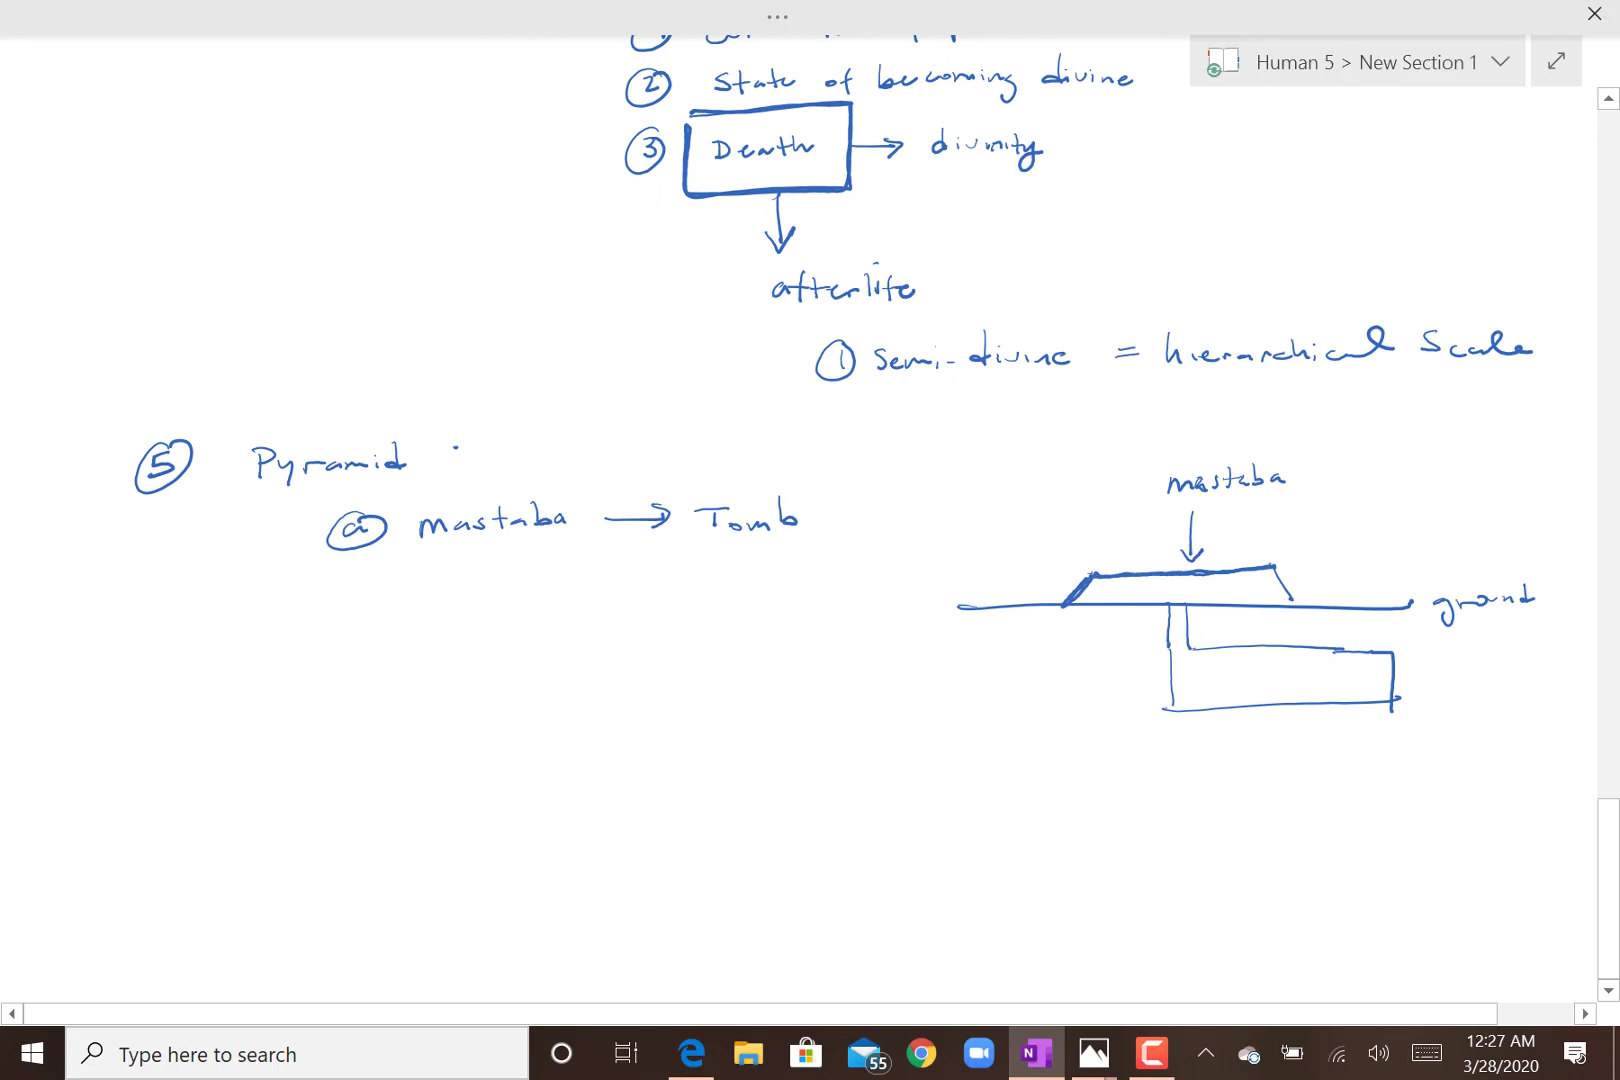 Human 5 > New Section 1
② State of becoming divine
③ Death → divinity
afterlife
① semi-divine = hierarchical Scale
⑤ Pyramid
mastaba
ⓐ mastaba → Tomb
ground
Type here to search
55
12:27 AM
3/28/2020